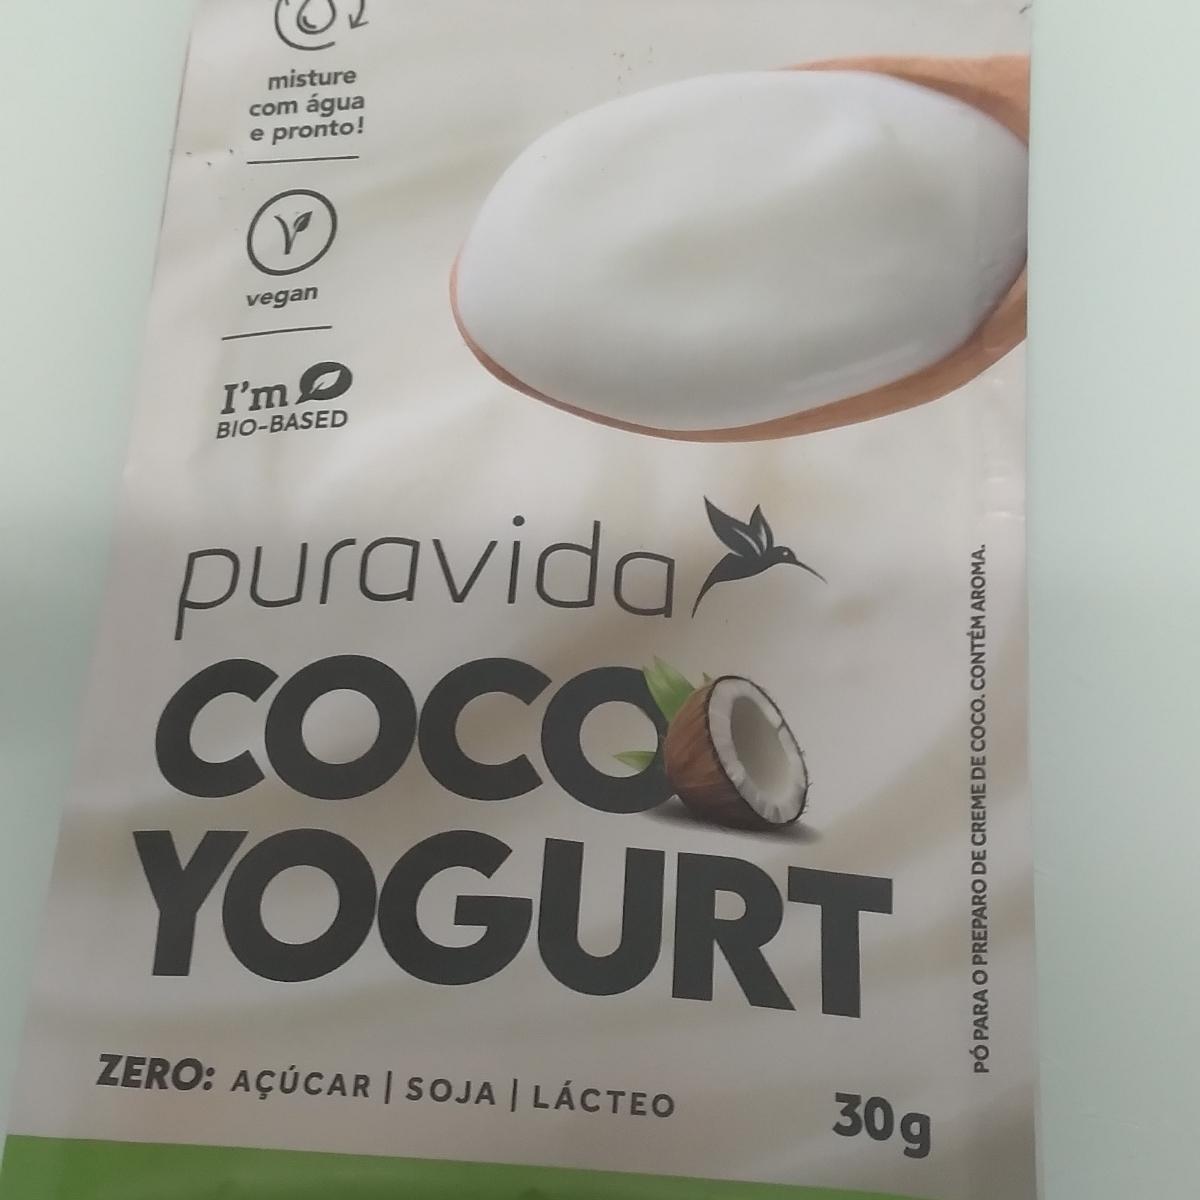 misture
com água
e pronto!
vegan
I'm
BIO-BASED
puravida
COCO
YOGURT
ZERO: AÇÚCAR | SOJA | LÁCTEO
30g
PÓ PARA O PREPARO DE CREME DE COCO. CONTÉM AROMA.